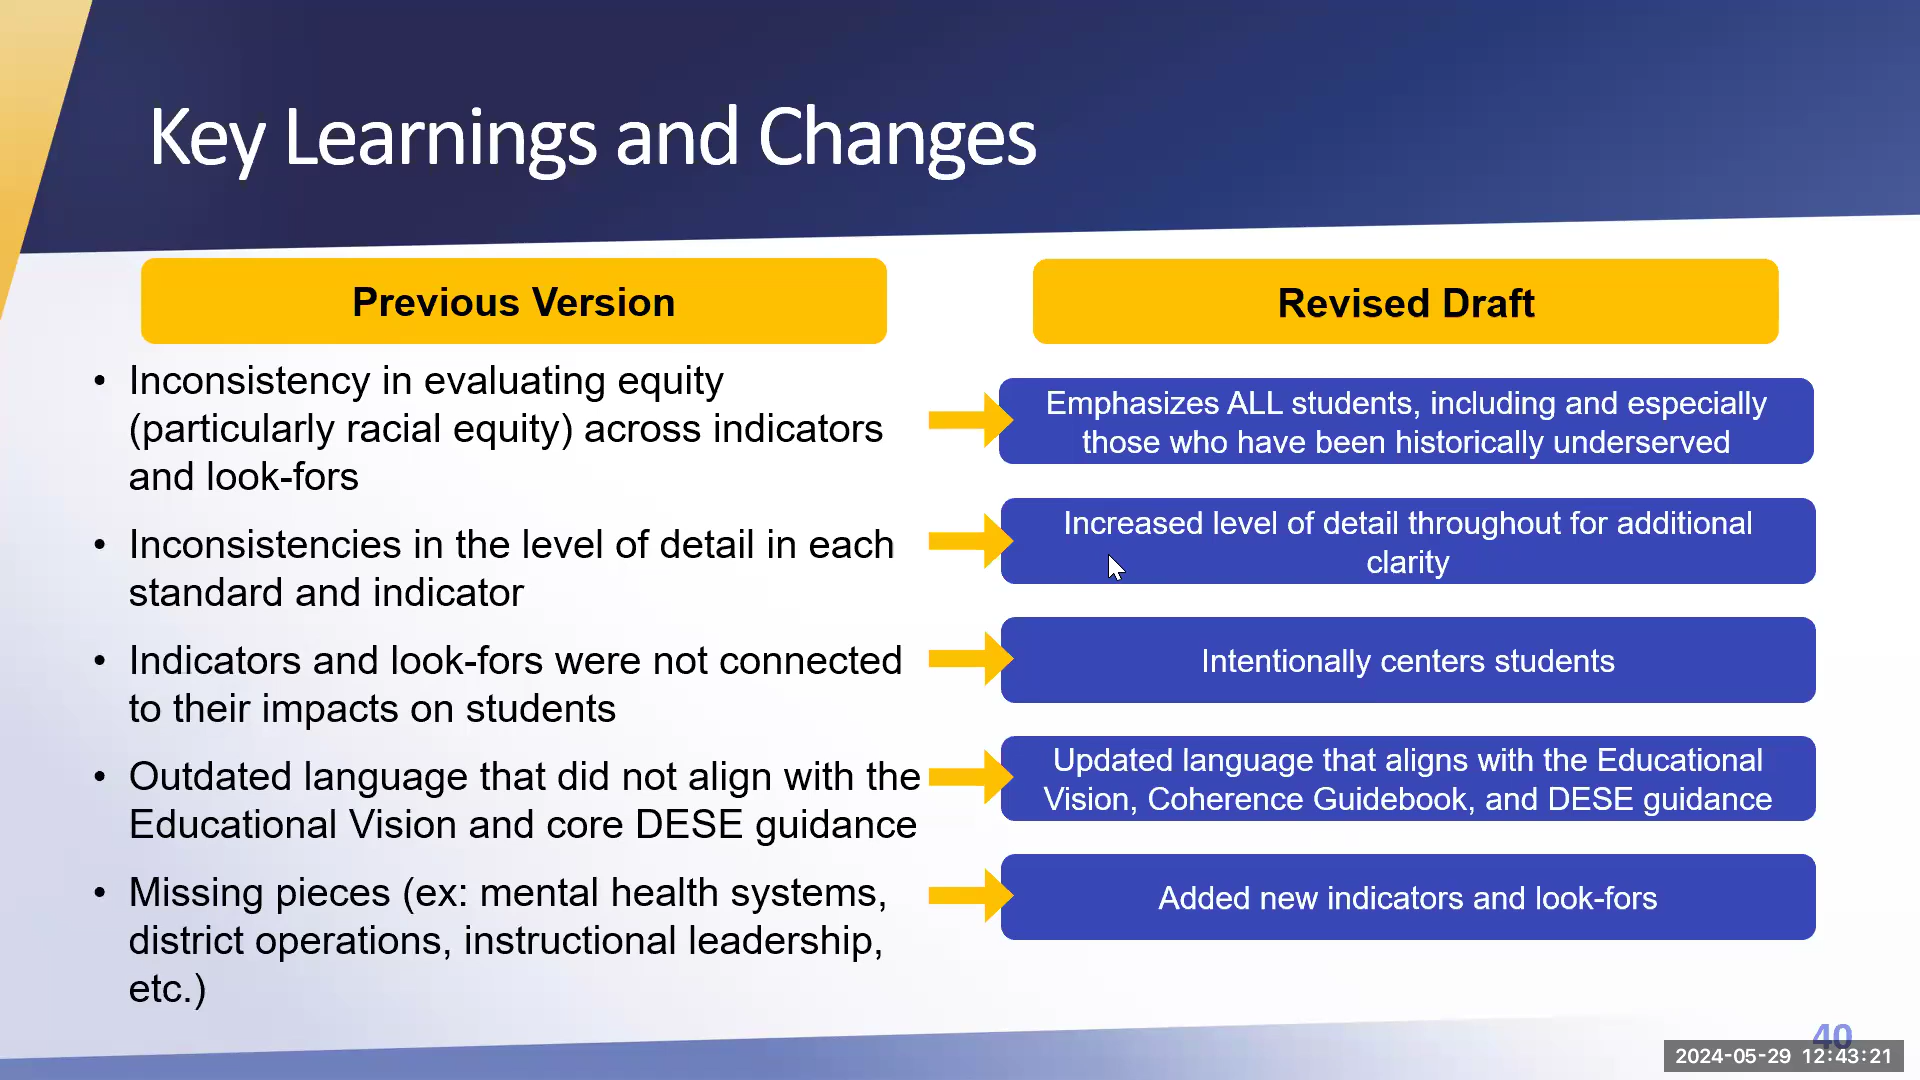 Key Learnings and Changes
Previous Version
• Inconsistency in evaluating equity
(particularly racial equity) across indicators
and look-fors
• Inconsistencies in the level of detail in each
standard and indicator
• Indicators and look-fors were not connected
to their impacts on students
• Outdated language that did not align with the
Educational Vision and core DESE guidance
• Missing pieces (ex: mental health systems,
district operations, instructional leadership,
etc.)
Revised Draft
Emphasizes ALL students, including and especially
those who have been historically underserved
Increased level of detail throughout for additional
clarity
Intentionally centers students
Updated language that aligns with the Educational
Vision, Coherence Guidebook, and DESE guidance
Added new indicators and look-fors
40
2024-05-29 12:43:21